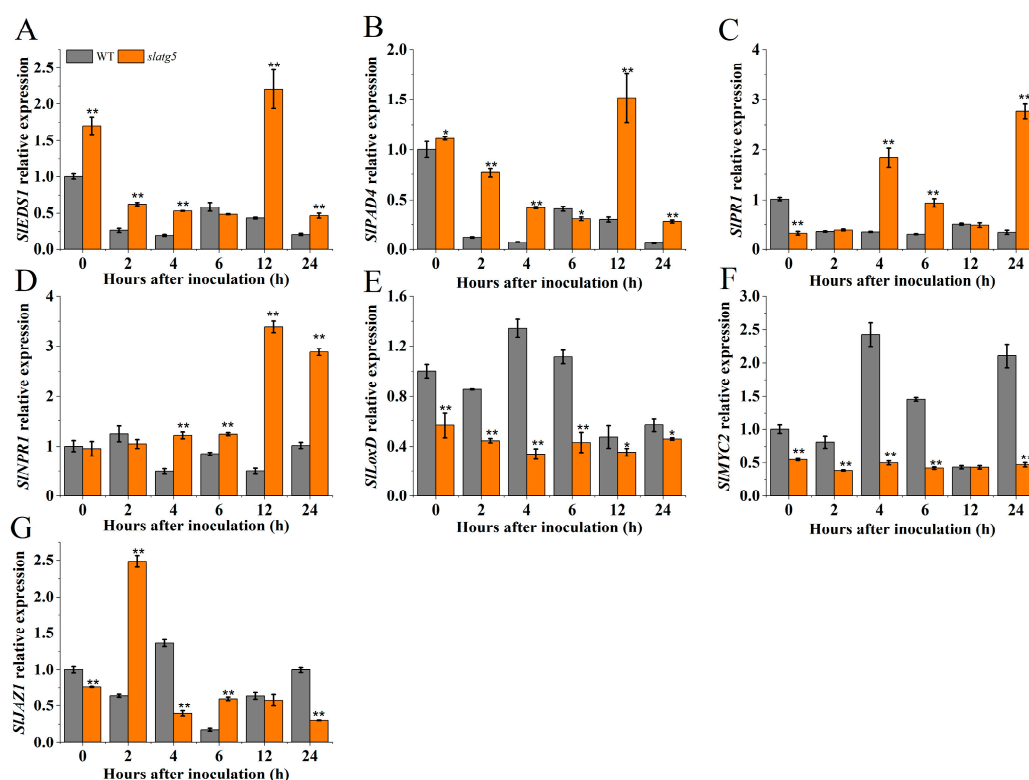 A
WT slatg5
SlEDS1 relative expression
2.5
2.0
1.5
1.0
0.5
0.0
**
**
**
**
**
0 2 4 6 12 24
Hours after inoculation (h)
B
SlPAD4 relative expression
2.0
1.5
1.0
0.5
0.0
*
**
**
*
**
**
0 2 4 6 12 24
Hours after inoculation (h)
C
SlPR1 relative expression
4
3
2
1
0
**
**
**
**
0 2 4 6 12 24
Hours after inoculation (h)
D
SlNPR1 relative expression
4
3
2
1
0
**
**
**
**
0 2 4 6 12 24
Hours after inoculation (h)
E
SlLoxD relative expression
1.6
1.2
0.8
0.4
0.0
**
**
**
**
*
*
0 2 4 6 12 24
Hours after inoculation (h)
F
SlMYC2 relative expression
3.0
2.5
2.0
1.5
1.0
0.5
0.0
**
**
**
**
**
0 2 4 6 12 24
Hours after inoculation (h)
G
SlJAZ1 relative expression
2.5
2.0
1.5
1.0
0.5
0.0
**
**
**
**
**
0 2 4 6 12 24
Hours after inoculation (h)